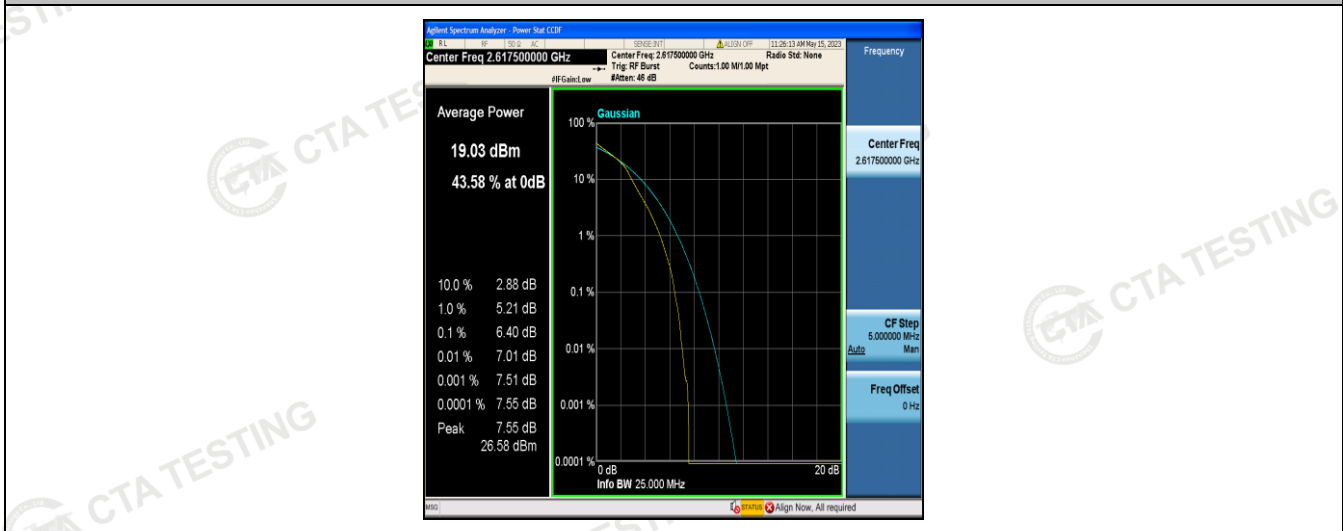 Agilent Spectrum Analyzer - Power Stat CCDF
RL RF 50 Ω AC SENSE:INT ALIGN OFF 11:26:13 AM May 15, 2023
Center Freq 2.617500000 GHz
Center Freq: 2.617500000 GHz Radio Std: None
Trig: RF Burst Counts:1.00 M/1.00 Mpt
#IFGain:Low #Atten: 46 dB
Frequency
Average Power
19.03 dBm
43.58 % at 0dB
10.0 % 2.88 dB
1.0 % 5.21 dB
0.1 % 6.40 dB
0.01 % 7.01 dB
0.001 % 7.51 dB
0.0001 % 7.55 dB
Peak 7.55 dB
26.58 dBm
Gaussian
100 %
10 %
1 %
0.1 %
0.01 %
0.001 %
0.0001 %
0 dB 20 dB
Info BW 25.000 MHz
Center Freq
2.617500000 GHz
CF Step
5.000000 MHz
Auto Man
Freq Offset
0 Hz
MSG STATUS Align Now, All required
CTA TESTING
CTA TESTING
CTA TESTING